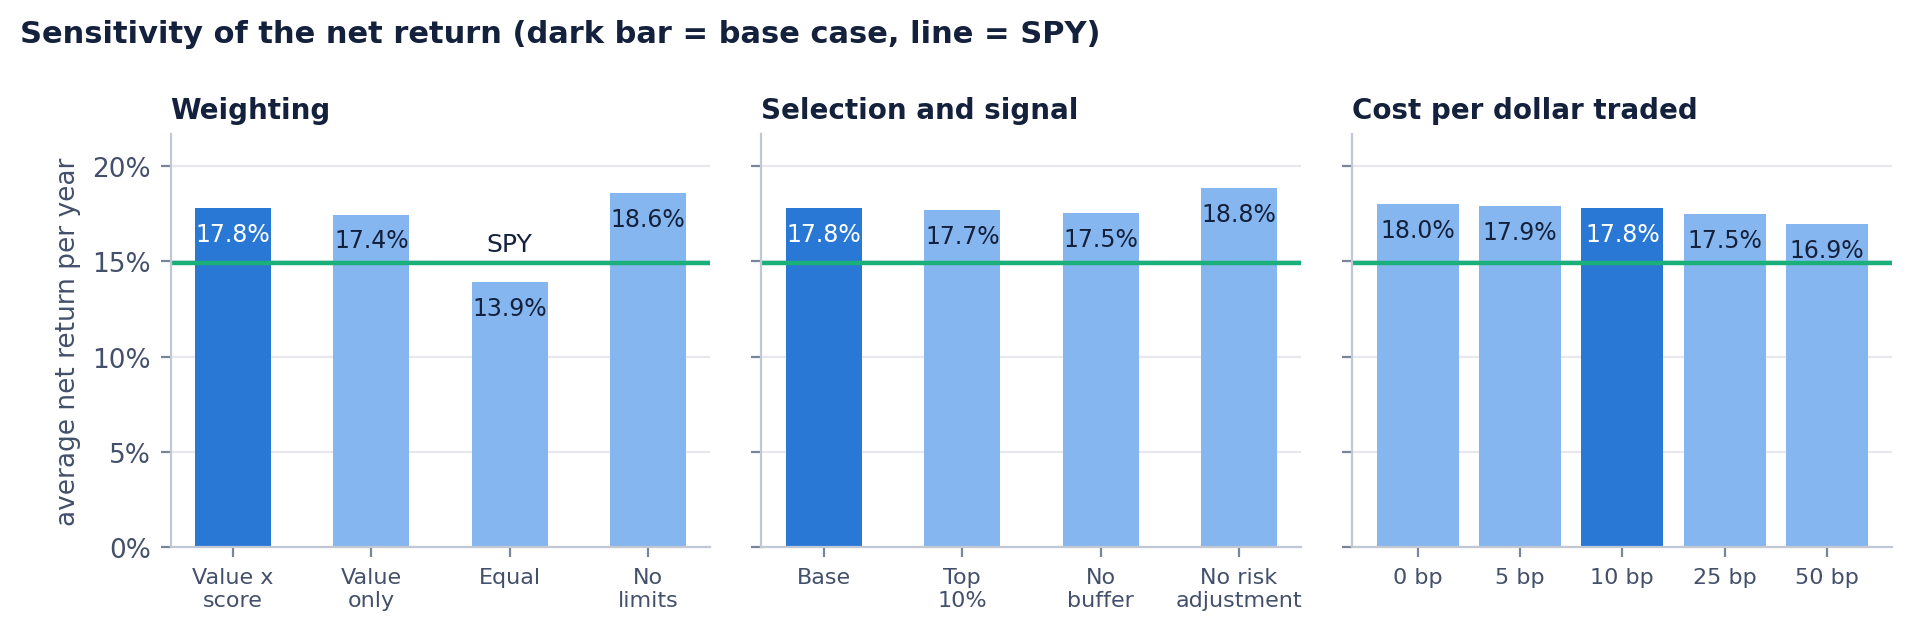 Sensitivity of the net return (dark bar = base case, line = SPY)
Weighting
average net return per year
20%
15%
10%
5%
0%
17.8%
17.4%
SPY
13.9%
18.6%
Value x
score
Value
only
Equal
No
limits
Selection and signal
17.8%
17.7%
17.5%
18.8%
Base
Top
10%
No
buffer
No risk
adjustment
Cost per dollar traded
18.0%
17.9%
17.8%
17.5%
16.9%
0 bp
5 bp
10 bp
25 bp
50 bp